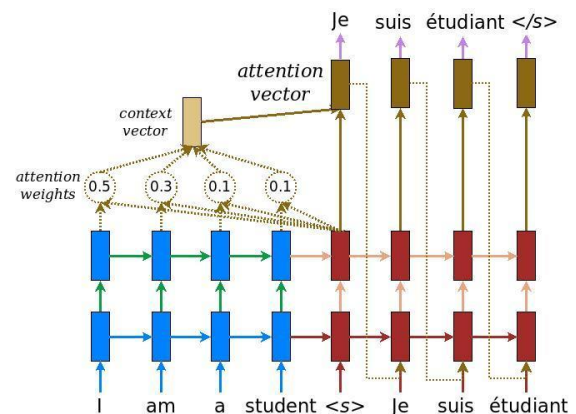 Je suis étudiant </s>
attention
vector
context
vector
attention
weights
0.5 0.3 0.1 0.1
I am a student <s> Je suis étudiant